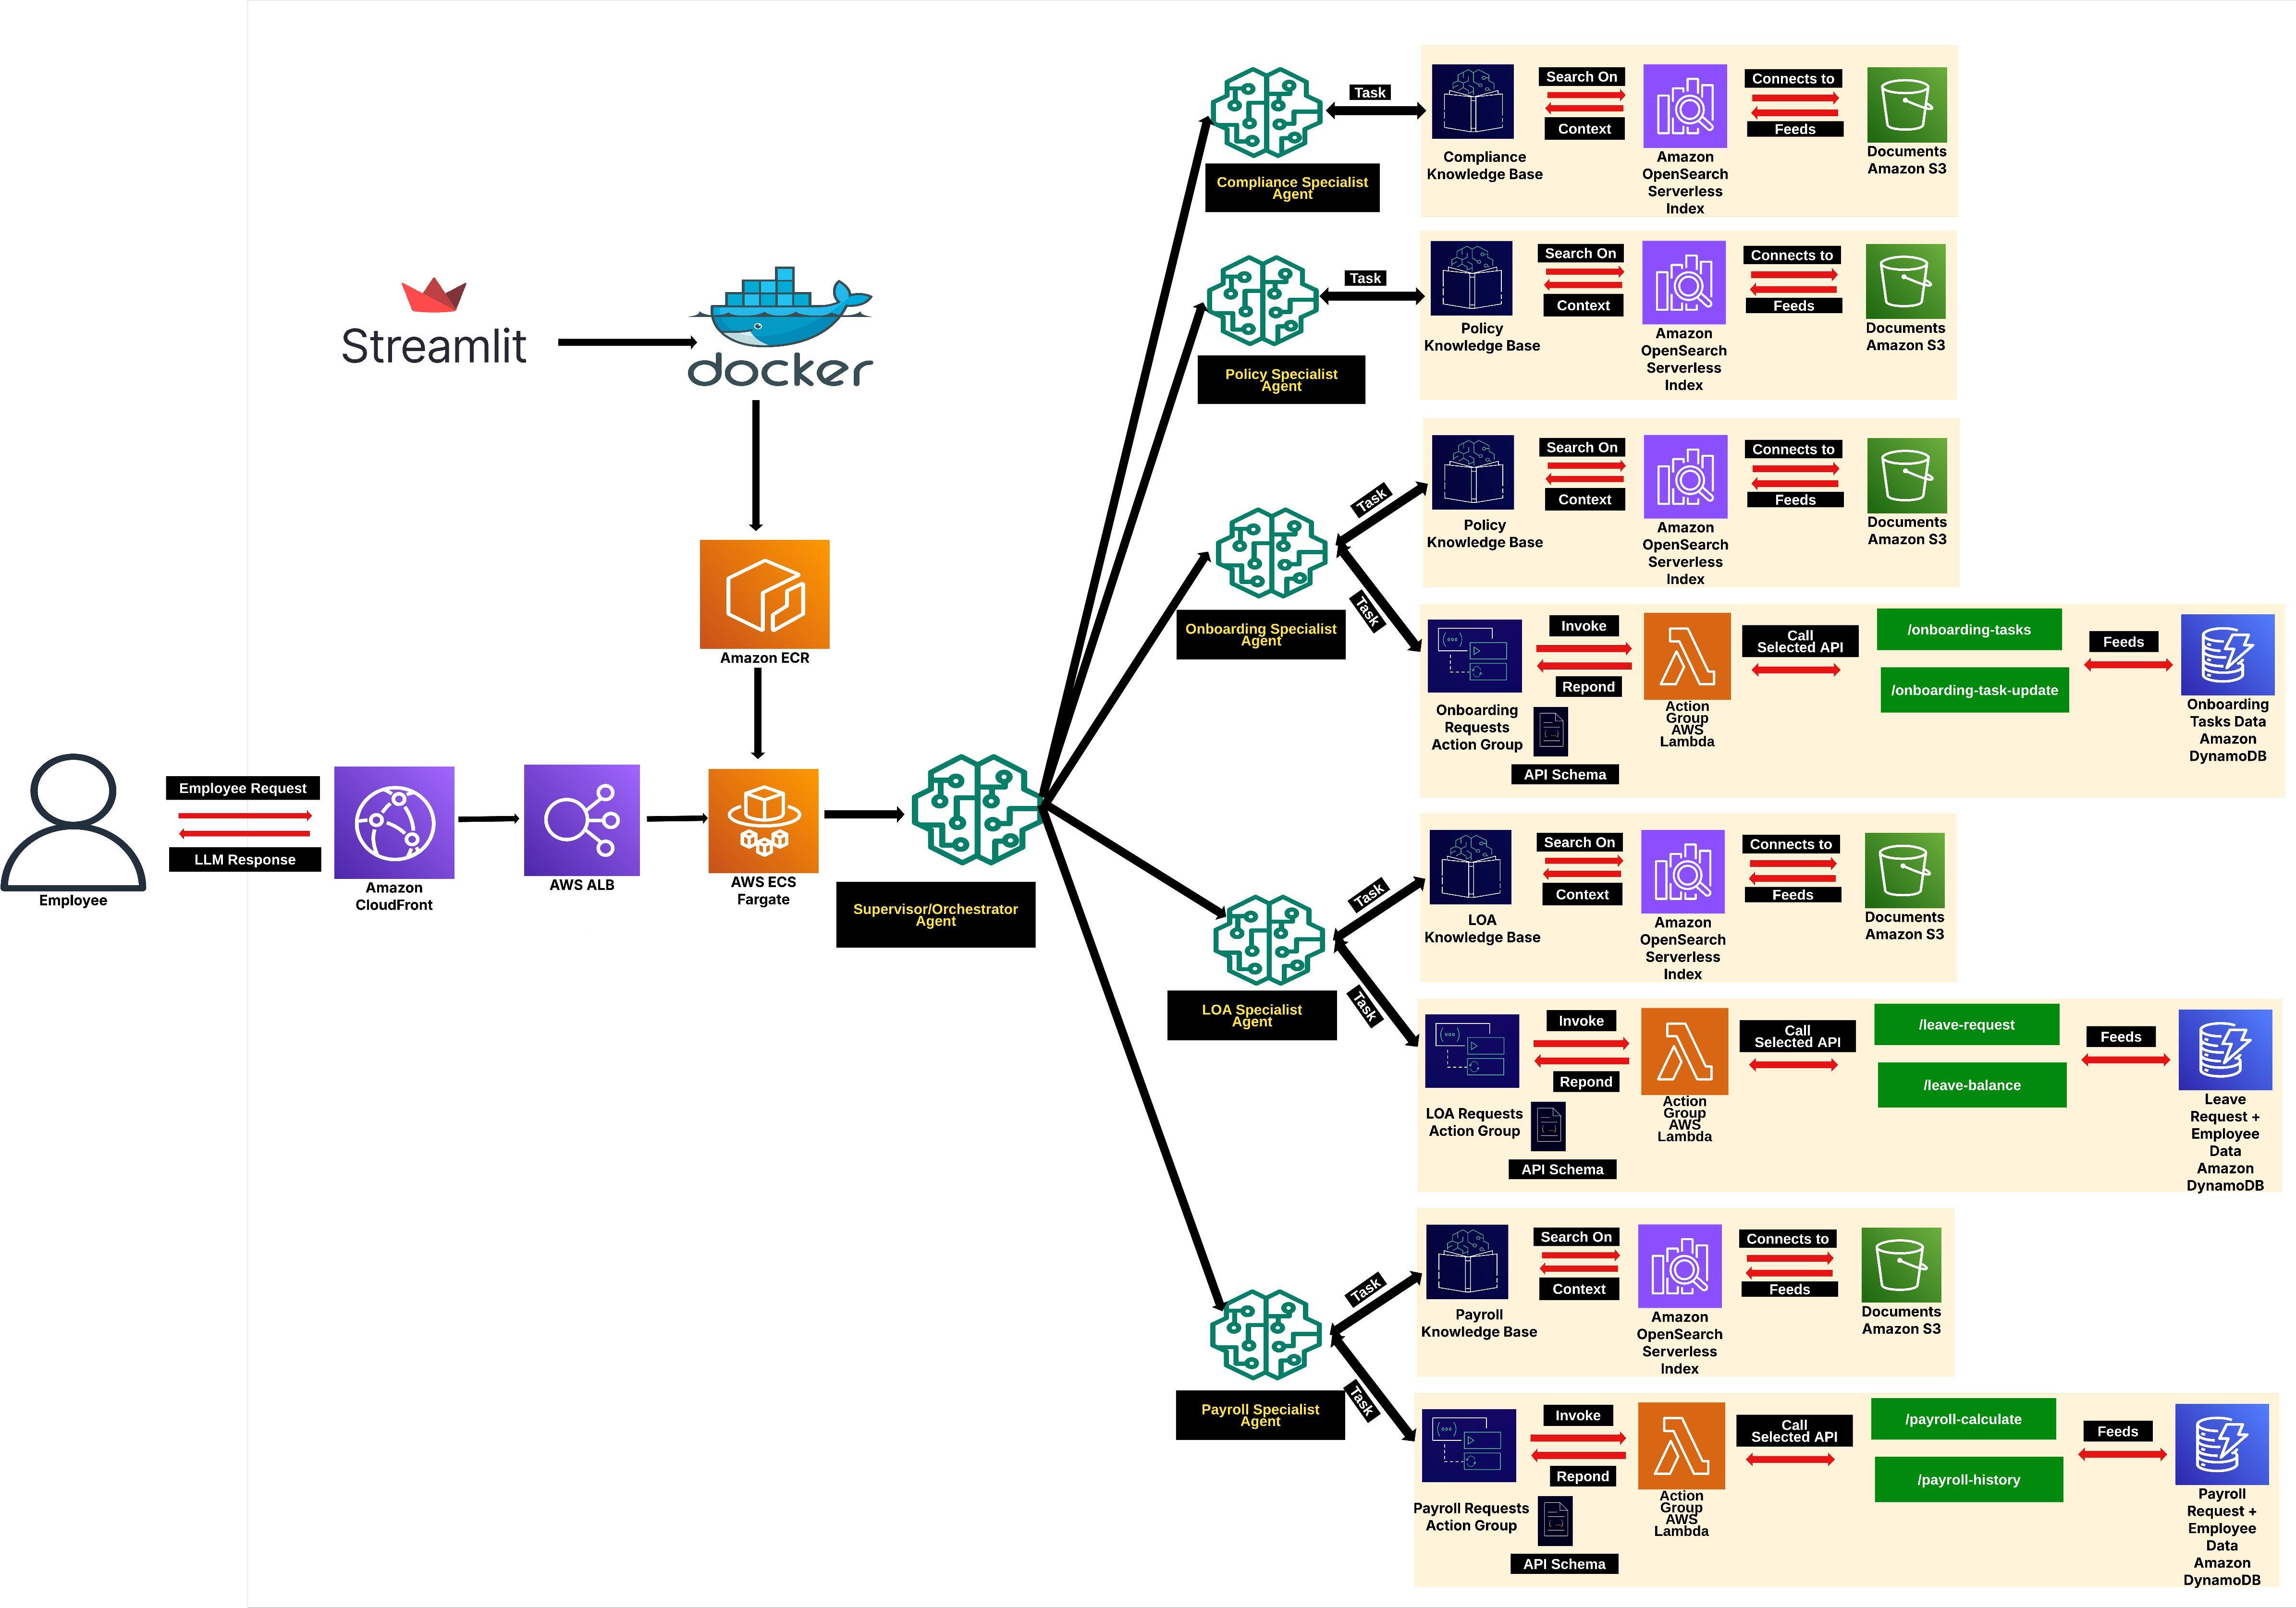 Task
Search On
Context
Connects to
Feeds
Compliance
Knowledge Base
Amazon
OpenSearch
Serverless
Index
Documents
Amazon S3
Compliance Specialist
Agent
Task
Search On
Context
Connects to
Feeds
Policy
Knowledge Base
Amazon
OpenSearch
Serverless
Index
Documents
Amazon S3
Policy Specialist
Agent
Streamlit
docker
Task
Search On
Context
Connects to
Feeds
Policy
Knowledge Base
Amazon
OpenSearch
Serverless
Index
Documents
Amazon S3
Onboarding Specialist
Agent
Task
Invoke
Repond
Onboarding
Requests
Action Group
API Schema
Action
Group
AWS
Lambda
Call
Selected API
/onboarding-tasks
/onboarding-task-update
Feeds
Onboarding
Tasks Data
Amazon
DynamoDB
Amazon ECR
Employee Request
LLM Response
Employee
Amazon
CloudFront
AWS ALB
AWS ECS
Fargate
Supervisor/Orchestrator
Agent
Task
Search On
Context
Connects to
Feeds
LOA
Knowledge Base
Amazon
OpenSearch
Serverless
Index
Documents
Amazon S3
LOA Specialist
Agent
Task
Invoke
Repond
LOA Requests
Action Group
API Schema
Action
Group
AWS
Lambda
Call
Selected API
/leave-request
/leave-balance
Feeds
Leave
Request +
Employee
Data
Amazon
DynamoDB
Task
Search On
Context
Connects to
Feeds
Payroll
Knowledge Base
Amazon
OpenSearch
Serverless
Index
Documents
Amazon S3
Payroll Specialist
Agent
Task
Invoke
Repond
Payroll Requests
Action Group
API Schema
Action
Group
AWS
Lambda
Call
Selected API
/payroll-calculate
/payroll-history
Feeds
Payroll
Request +
Employee
Data
Amazon
DynamoDB